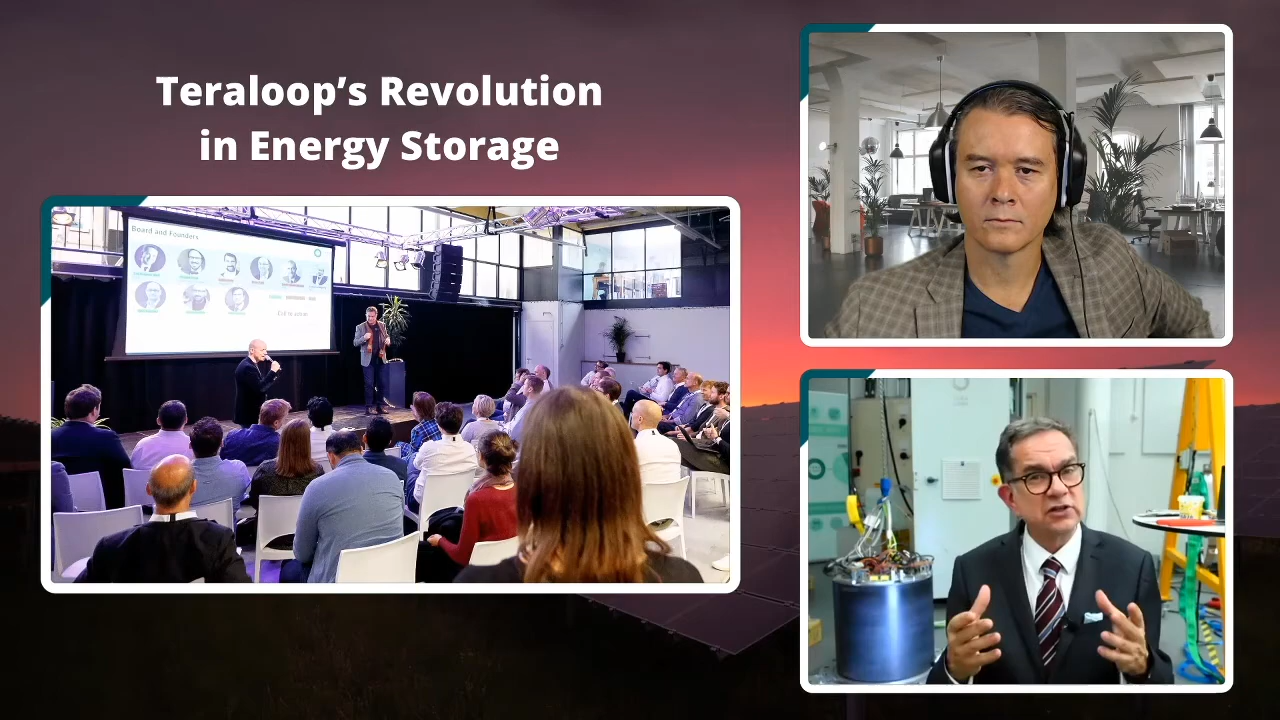 Teraloop’s Revolution
in Energy Storage
Board and Founders